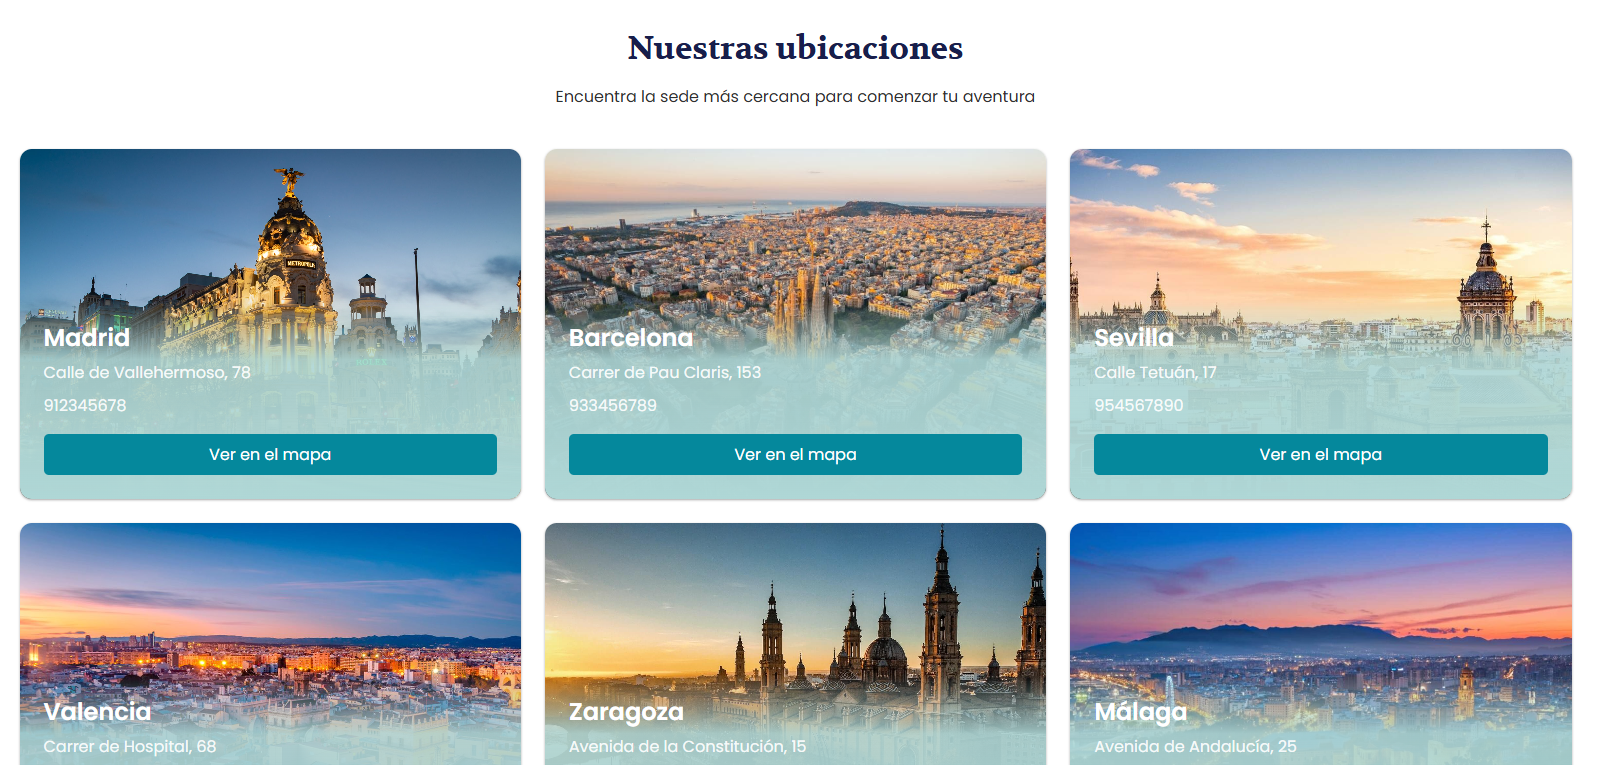 Nuestras ubicaciones
Encuentra la sede más cercana para comenzar tu aventura
METROPOLIS
Madrid
Calle de Vallehermoso, 78
912345678
Ver en el mapa
Barcelona
Carrer de Pau Claris, 153
933456789
Ver en el mapa
Sevilla
Calle Tetuán, 17
954567890
Ver en el mapa
Valencia
Carrer de Hospital, 68
Zaragoza
Avenida de la Constitución, 15
Málaga
Avenida de Andalucía, 25